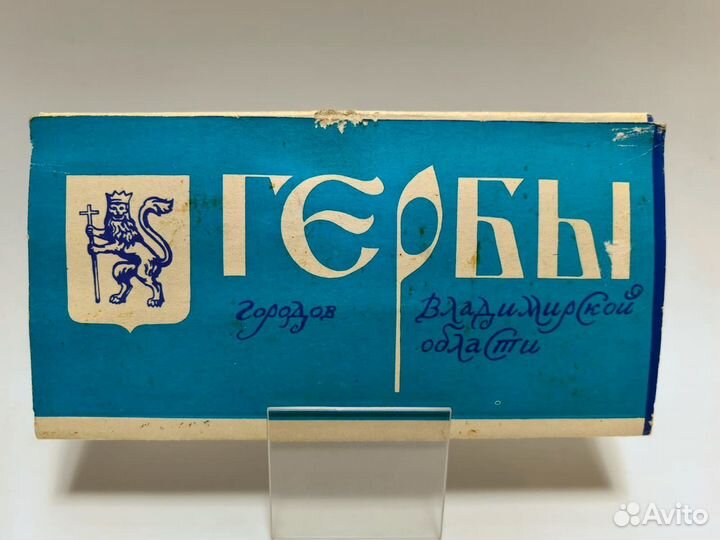 ГЕРБЫ
городов Владимирской
области
Avito